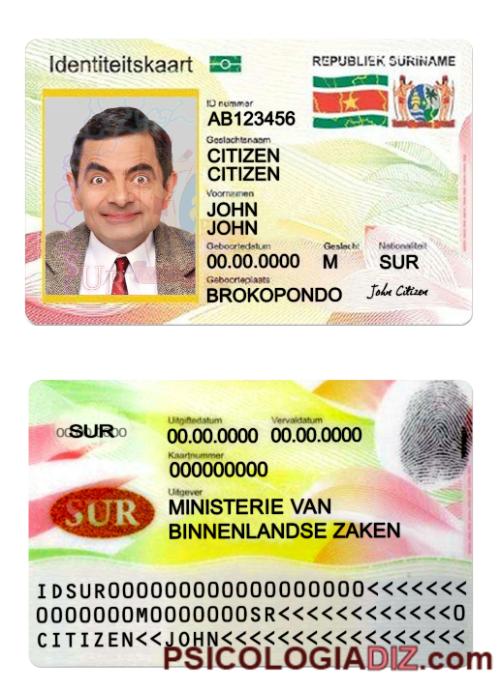 Identiteitskaart
REPUBLIEK SURINAME
ID nummer
AB123456
Geslachtsnaam
CITIZEN
CITIZEN
Voornamen
JOHN
JOHN
Geboortedatum Geslacht Nationaliteit
00.00.0000 M SUR
Geboorteplaats
BROKOPONDO
John Citizen
SUR
Uitgiftedatum Vervaldatum
00.00.0000 00.00.0000
Kaartnummer
000000000
Uitgever
SUR
MINISTERIE VAN
BINNENLANDSE ZAKEN
IDSUR000000000000000000<<<<<<<
0000000M0000000SR<<<<<<<<<<<<0
CITIZEN<<JOHN<<<<<<<<<<<<<<<<<
PSICOLOGIADIZ.com